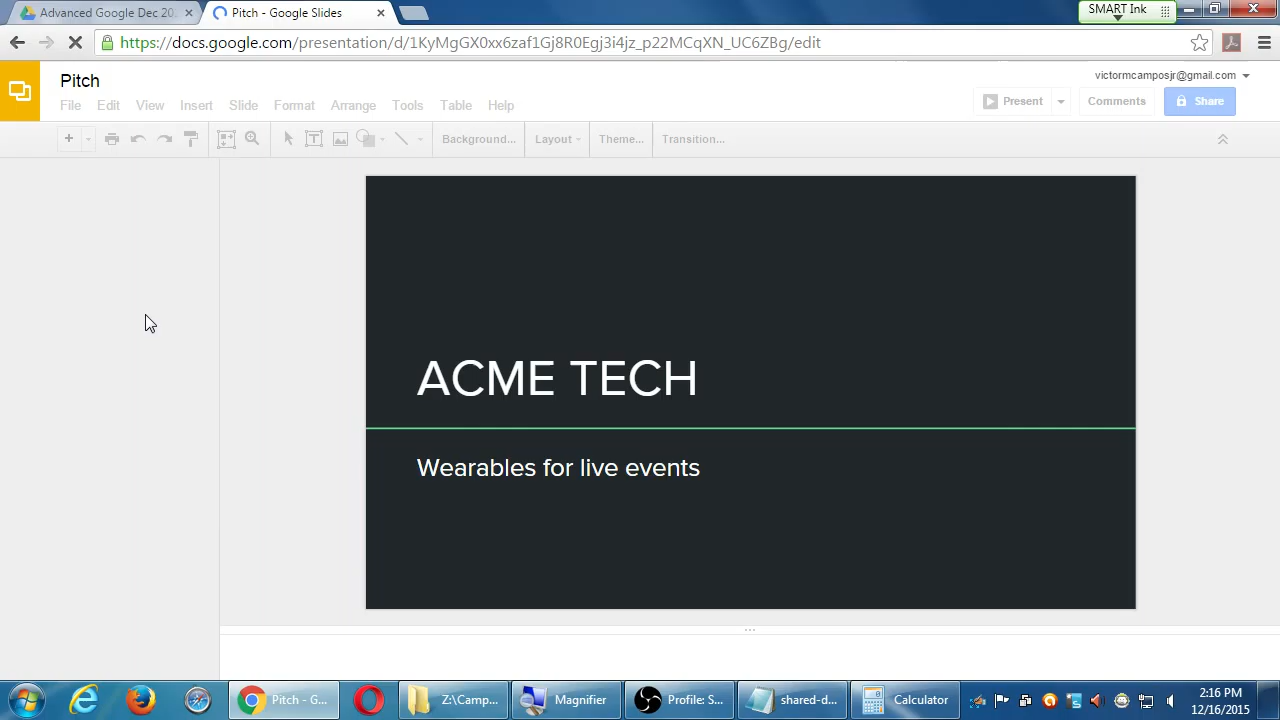 Advanced Google Dec 20
Pitch - Google Slides
SMART Ink
https://docs.google.com/presentation/d/1KyMgGX0xx6zaf1Gj8R0Egj3i4jz_p22MCqXN_UC6ZBg/edit
Pitch
victormcamposjr@gmail.com
File Edit View Insert Slide Format Arrange Tools Table Help
Present
Comments
Share
Background...
Layout
Theme...
Transition...
ACME TECH
Wearables for live events
Pitch - G...
Z:\Camp...
Magnifier
Profile: S...
shared-d...
Calculator
2:16 PM
12/16/2015